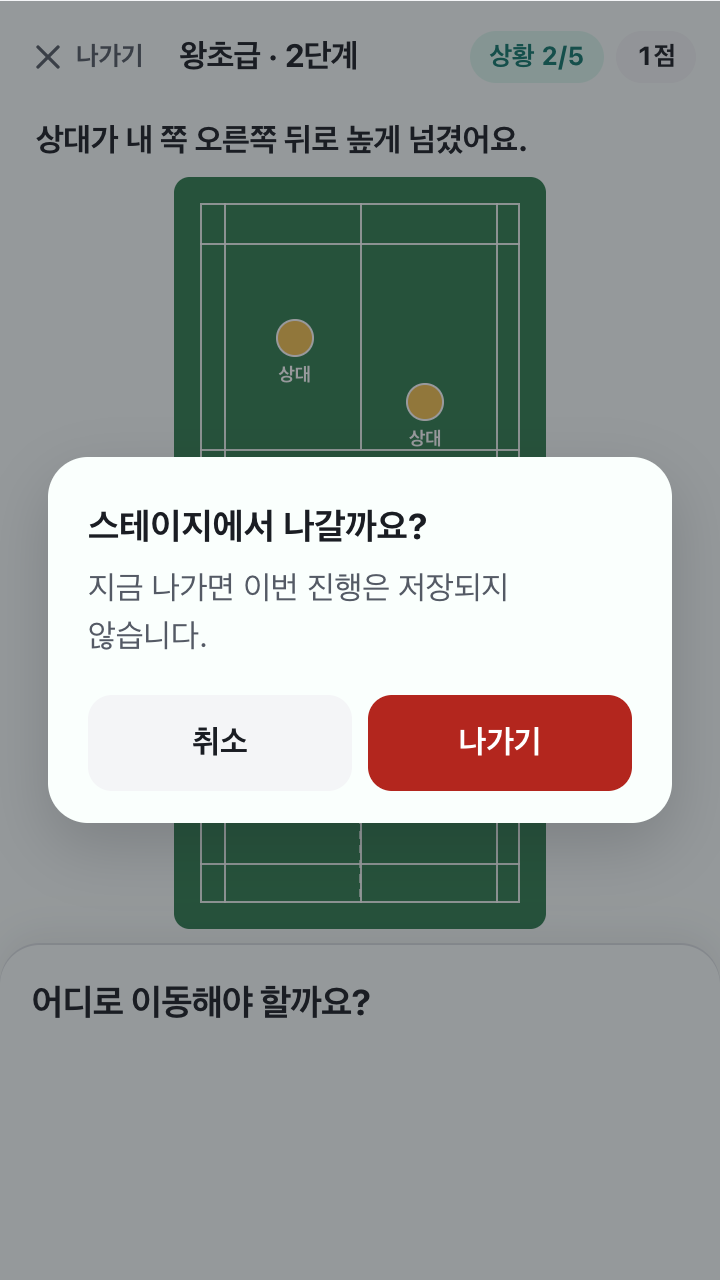 나가기 왕초급 · 2단계 상황 2/5 1점
상대가 내 쪽 오른쪽 뒤로 높게 넘겼어요.
상대
상대
스테이지에서 나갈까요?
지금 나가면 이번 진행은 저장되지
않습니다.
취소 나가기
어디로 이동해야 할까요?